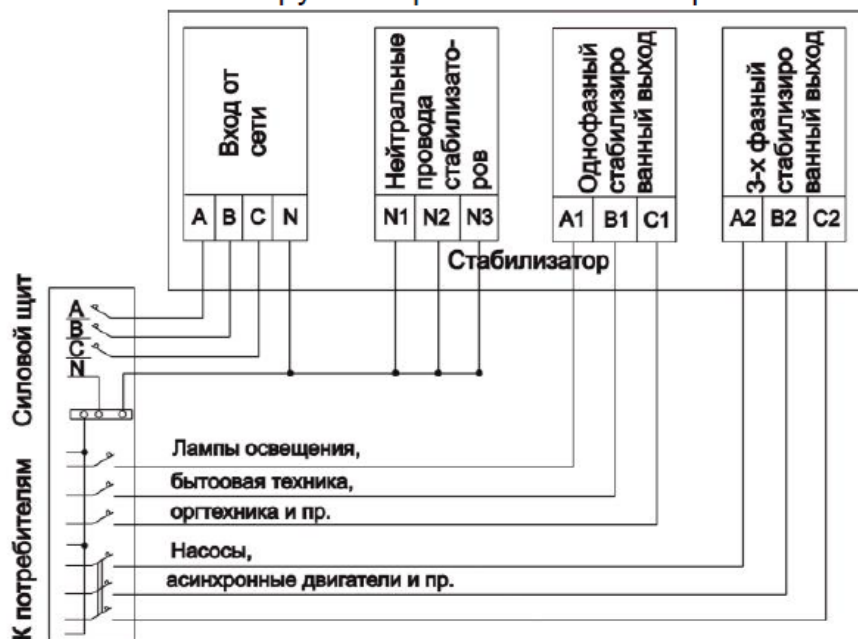 Вход от
сети
Нейтральные
провода
стабилизато-
ров
Однофазный
стабилизиро
ванный выход
3-х фазный
стабилизиро
ванный выход
A B C N
N1 N2 N3
A1 B1 C1
A2 B2 C2
Стабилизатор
Силовой щит
A
B
C
N
К потребителям
Лампы освещения,
бытоовая техника,
оргтехника и пр.
Насосы,
асинхронные двигатели и пр.